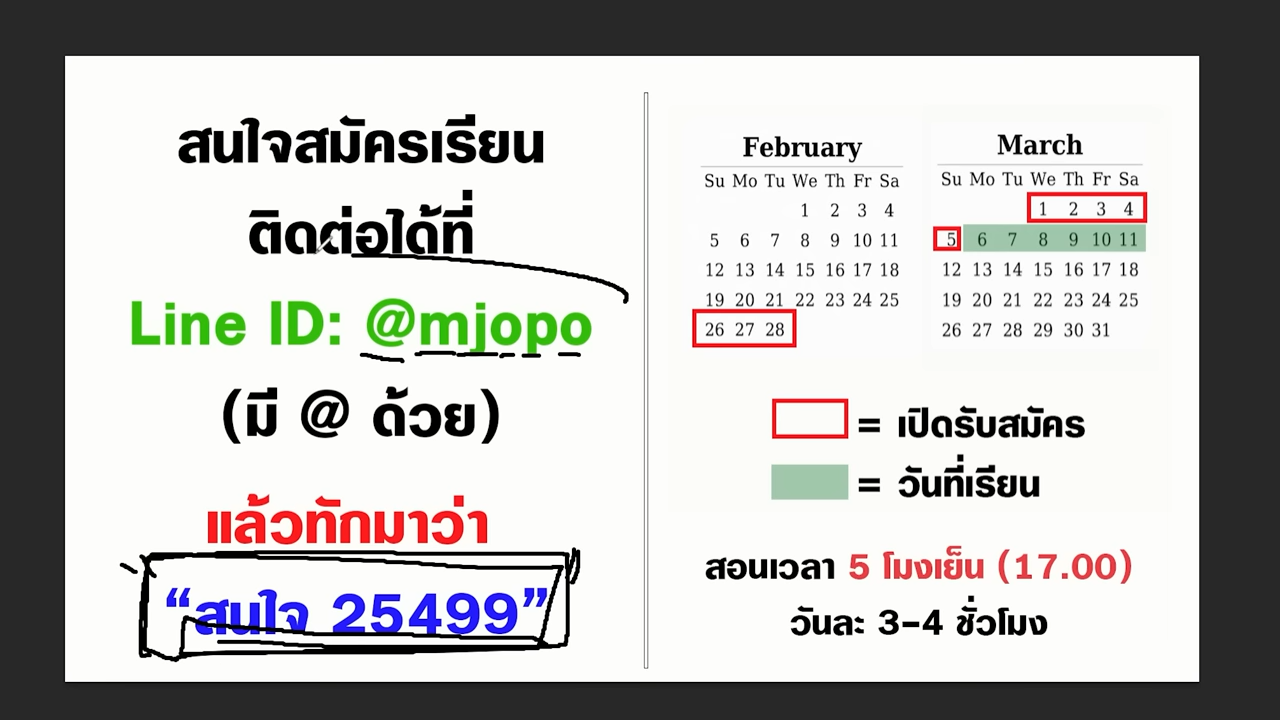 สนใจสมัครเรียน
ติดต่อได้ที่
Line ID: @mjopo
(มี @ ด้วย)
แล้วทักมาว่า
“สนใจ 25499”
February
Su Mo Tu We Th Fr Sa
1 2 3 4
5 6 7 8 9 10 11
12 13 14 15 16 17 18
19 20 21 22 23 24 25
26 27 28
March
Su Mo Tu We Th Fr Sa
1 2 3 4
5 6 7 8 9 10 11
12 13 14 15 16 17 18
19 20 21 22 23 24 25
26 27 28 29 30 31
= เปิดรับสมัคร
= วันที่เรียน
สอนเวลา 5 โมงเย็น (17.00)
วันละ 3-4 ชั่วโมง